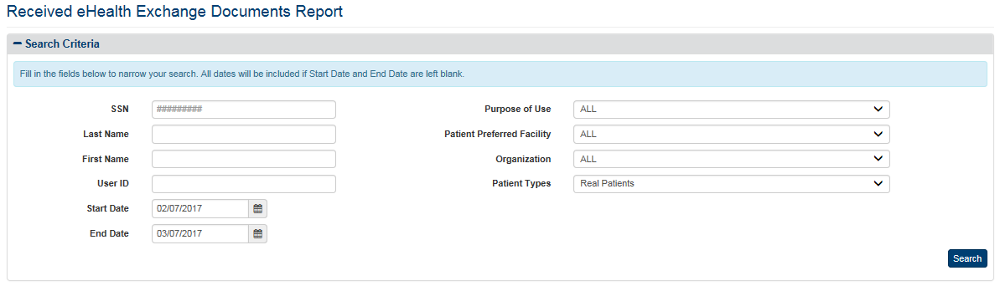 Received eHealth Exchange Documents Report
Search Criteria
Fill in the fields below to narrow your search. All dates will be included if Start Date and End Date are left blank.
SSN #########
Last Name
First Name
User ID
Start Date 02/07/2017
End Date 03/07/2017
Purpose of Use ALL
Patient Preferred Facility ALL
Organization ALL
Patient Types Real Patients
Search